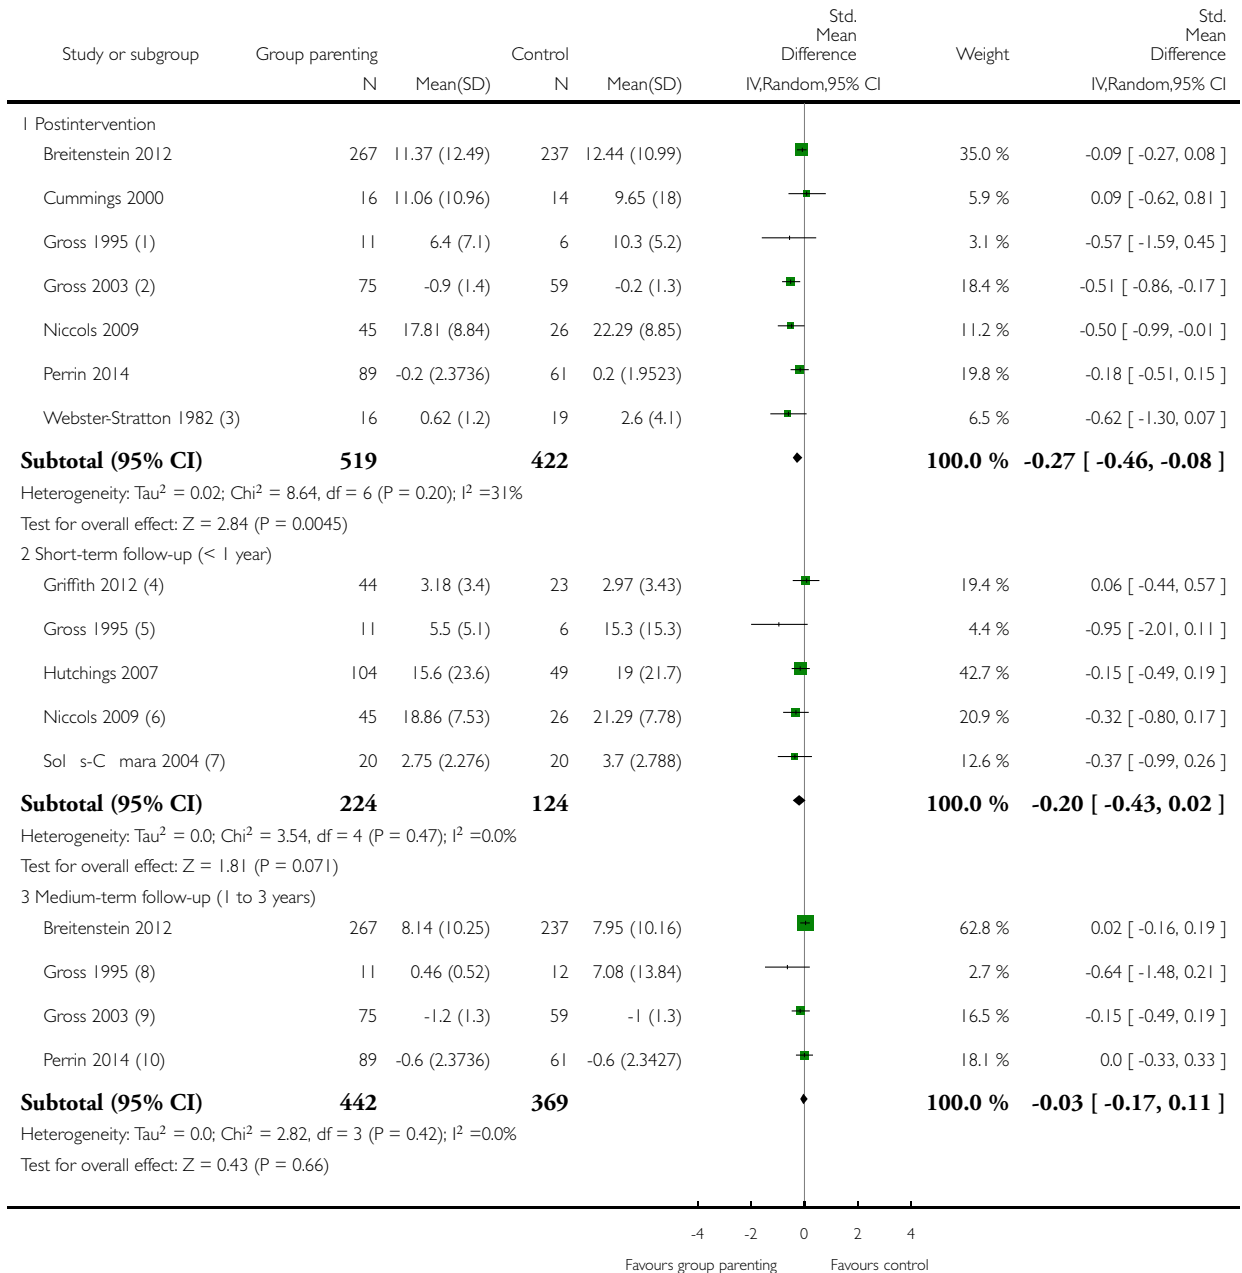 Study or subgroup Group parenting Control Std. Mean Difference Weight Std. Mean Difference
N Mean(SD) N Mean(SD) IV,Random,95% CI IV,Random,95% CI
1 Postintervention
Breitenstein 2012 267 11.37 (12.49) 237 12.44 (10.99) 35.0 % -0.09 [ -0.27, 0.08 ]
Cummings 2000 16 11.06 (10.96) 14 9.65 (18) 5.9 % 0.09 [ -0.62, 0.81 ]
Gross 1995 (1) 11 6.4 (7.1) 6 10.3 (5.2) 3.1 % -0.57 [ -1.59, 0.45 ]
Gross 2003 (2) 75 -0.9 (1.4) 59 -0.2 (1.3) 18.4 % -0.51 [ -0.86, -0.17 ]
Niccols 2009 45 17.81 (8.84) 26 22.29 (8.85) 11.2 % -0.50 [ -0.99, -0.01 ]
Perrin 2014 89 -0.2 (2.3736) 61 0.2 (1.9523) 19.8 % -0.18 [ -0.51, 0.15 ]
Webster-Stratton 1982 (3) 16 0.62 (1.2) 19 2.6 (4.1) 6.5 % -0.62 [ -1.30, 0.07 ]
Subtotal (95% CI) 519 422 100.0 % -0.27 [ -0.46, -0.08 ]
Heterogeneity: Tau² = 0.02; Chi² = 8.64, df = 6 (P = 0.20); I² =31%
Test for overall effect: Z = 2.84 (P = 0.0045)
2 Short-term follow-up (< 1 year)
Griffith 2012 (4) 44 3.18 (3.4) 23 2.97 (3.43) 19.4 % 0.06 [ -0.44, 0.57 ]
Gross 1995 (5) 11 5.5 (5.1) 6 15.3 (15.3) 4.4 % -0.95 [ -2.01, 0.11 ]
Hutchings 2007 104 15.6 (23.6) 49 19 (21.7) 42.7 % -0.15 [ -0.49, 0.19 ]
Niccols 2009 (6) 45 18.86 (7.53) 26 21.29 (7.78) 20.9 % -0.32 [ -0.80, 0.17 ]
Sol s-C mara 2004 (7) 20 2.75 (2.276) 20 3.7 (2.788) 12.6 % -0.37 [ -0.99, 0.26 ]
Subtotal (95% CI) 224 124 100.0 % -0.20 [ -0.43, 0.02 ]
Heterogeneity: Tau² = 0.0; Chi² = 3.54, df = 4 (P = 0.47); I² =0.0%
Test for overall effect: Z = 1.81 (P = 0.071)
3 Medium-term follow-up (1 to 3 years)
Breitenstein 2012 267 8.14 (10.25) 237 7.95 (10.16) 62.8 % 0.02 [ -0.16, 0.19 ]
Gross 1995 (8) 11 0.46 (0.52) 12 7.08 (13.84) 2.7 % -0.64 [ -1.48, 0.21 ]
Gross 2003 (9) 75 -1.2 (1.3) 59 -1 (1.3) 16.5 % -0.15 [ -0.49, 0.19 ]
Perrin 2014 (10) 89 -0.6 (2.3736) 61 -0.6 (2.3427) 18.1 % 0.0 [ -0.33, 0.33 ]
Subtotal (95% CI) 442 369 100.0 % -0.03 [ -0.17, 0.11 ]
Heterogeneity: Tau² = 0.0; Chi² = 2.82, df = 3 (P = 0.42); I² =0.0%
Test for overall effect: Z = 0.43 (P = 0.66)
-4 -2 0 2 4
Favours group parenting Favours control